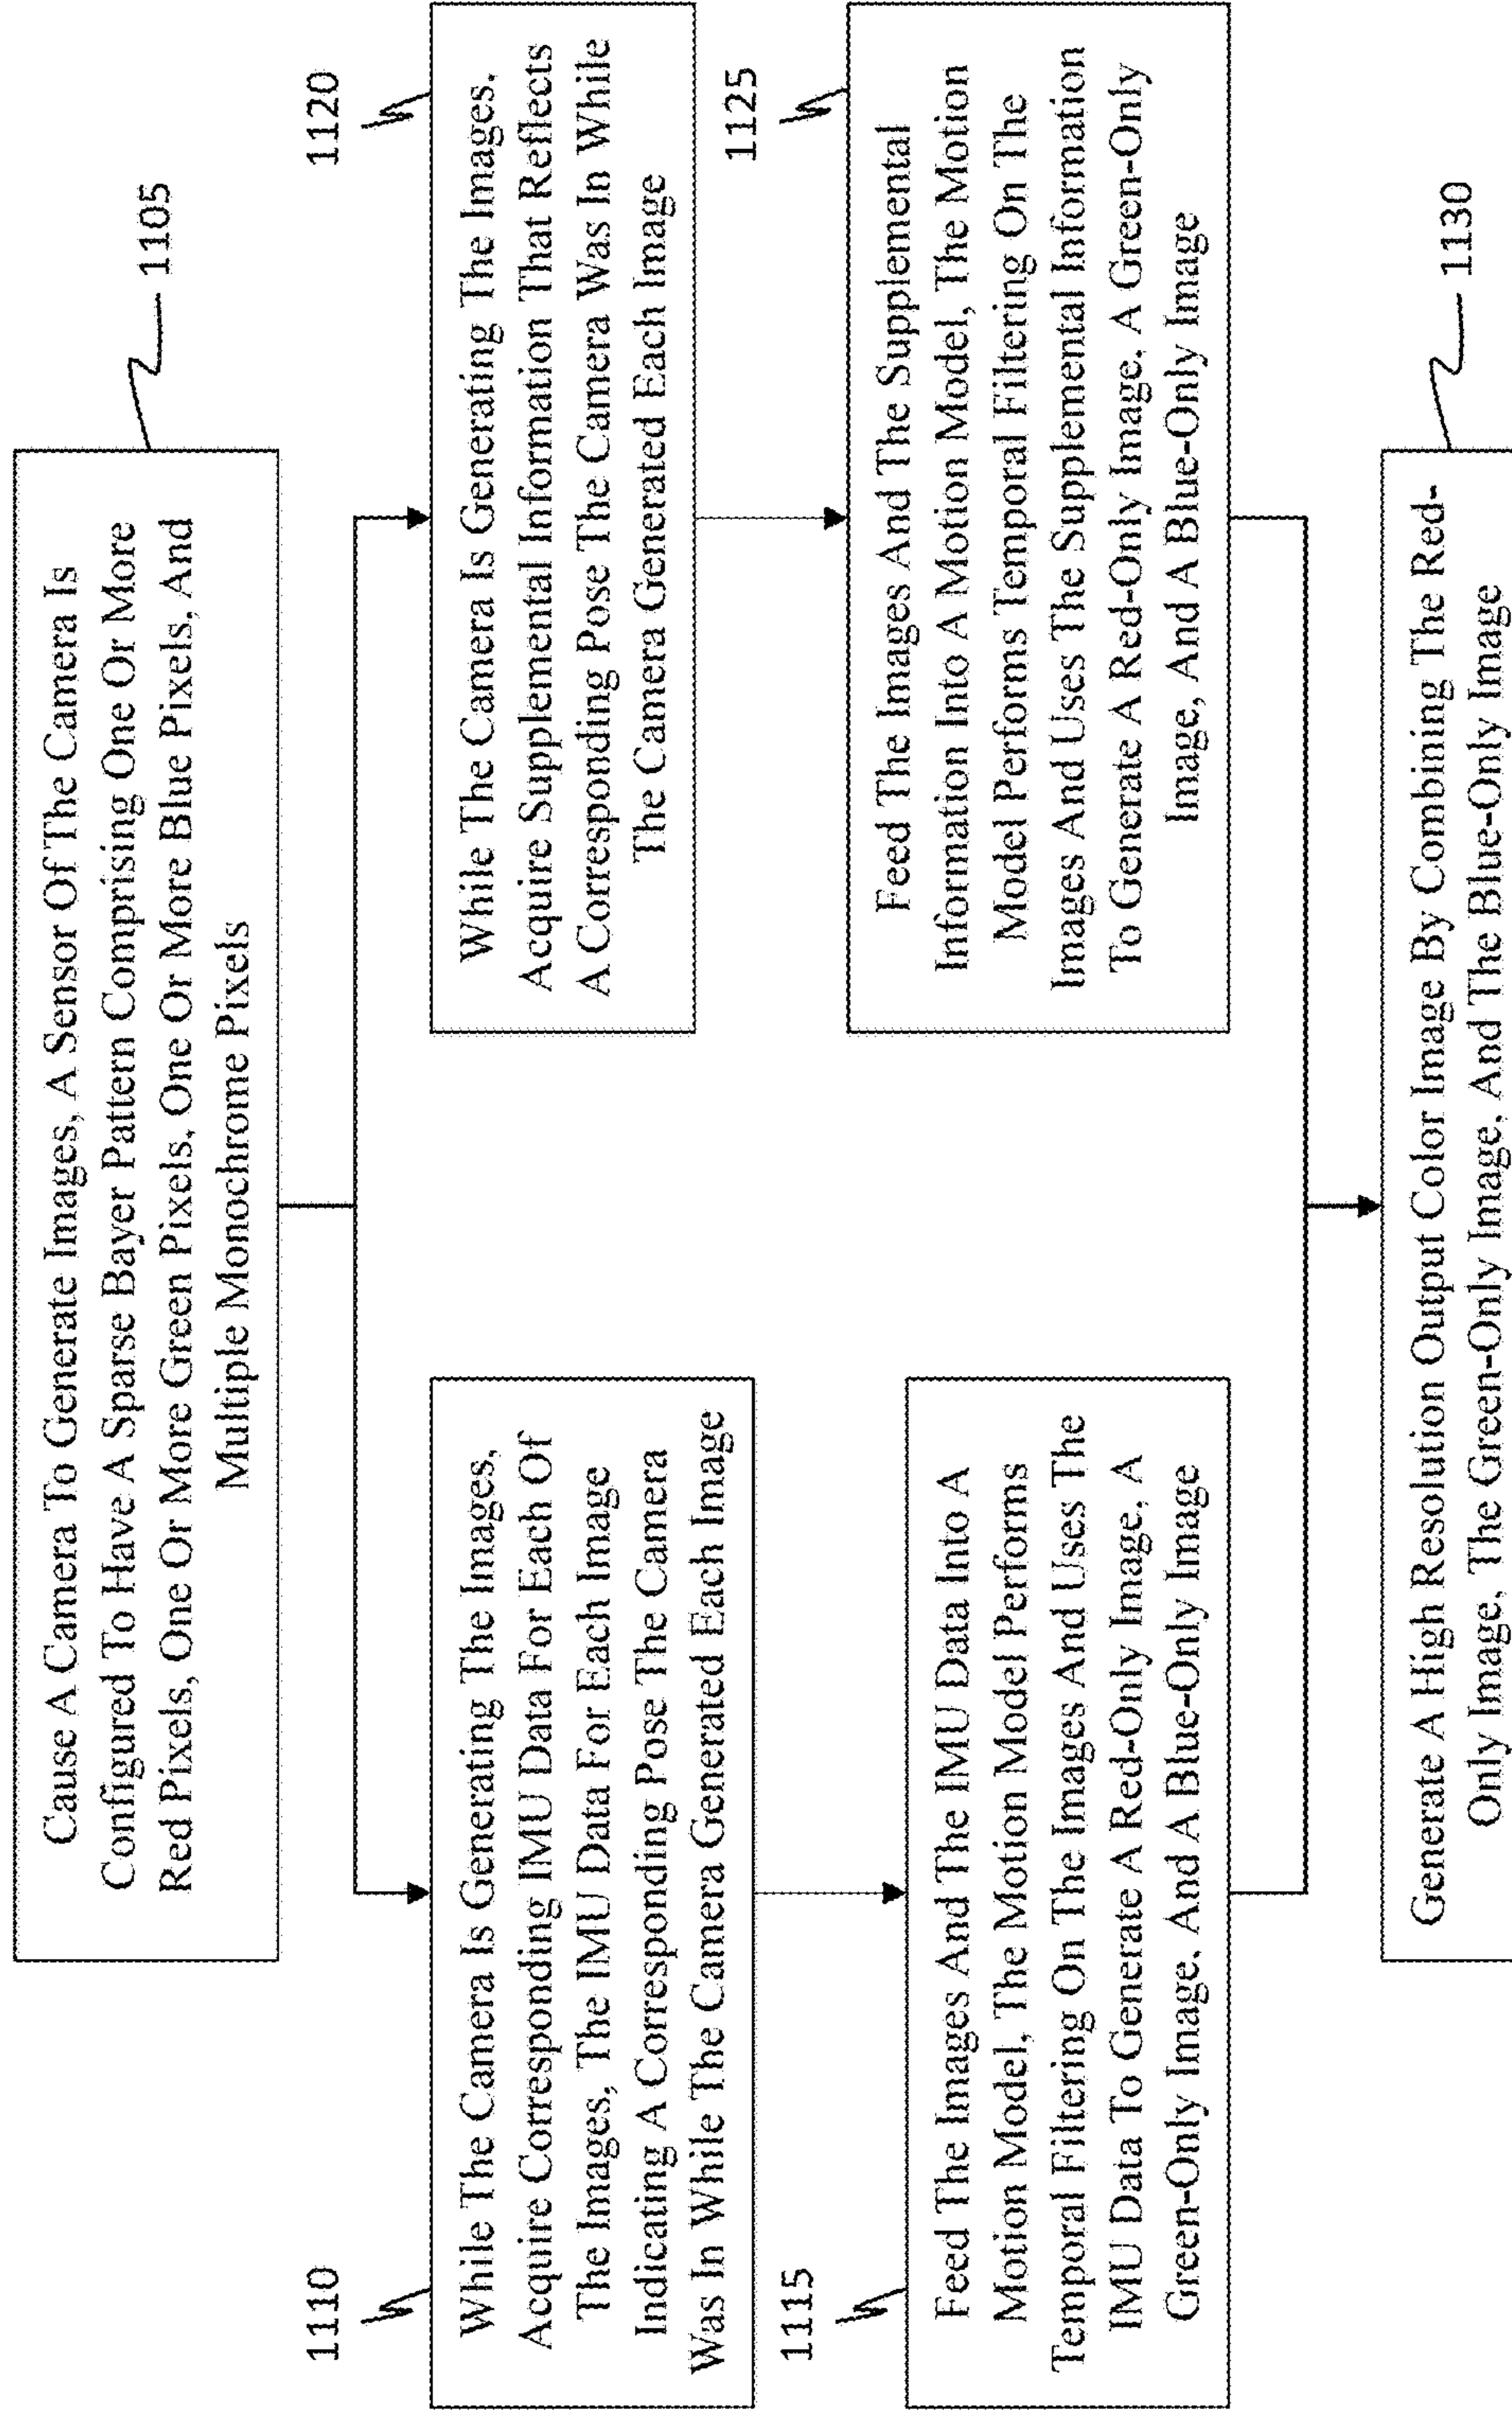 Cause A Camera To Generate Images, A Sensor Of The Camera Is
Configured To Have A Sparse Bayer Pattern Comprising One Or More
Red Pixels, One Or More Green Pixels, One Or More Blue Pixels, And
Multiple Monochrome Pixels
1105
1110
While The Camera Is Generating The Images,
Acquire Corresponding IMU Data For Each Of
The Images, The IMU Data For Each Image
Indicating A Corresponding Pose The Camera
Was In While The Camera Generated Each Image
1115
Feed The Images And The IMU Data Into A
Motion Model, The Motion Model Performs
Temporal Filtering On The Images And Uses The
IMU Data To Generate A Red-Only Image, A
Green-Only Image, And A Blue-Only Image
1120
While The Camera Is Generating The Images,
Acquire Supplemental Information That Reflects
A Corresponding Pose The Camera Was In While
The Camera Generated Each Image
1125
Feed The Images And The Supplemental
Information Into A Motion Model, The Motion
Model Performs Temporal Filtering On The
Images And Uses The Supplemental Information
To Generate A Red-Only Image, A Green-Only
Image, And A Blue-Only Image
1130
Generate A High Resolution Output Color Image By Combining The Red-
Only Image, The Green-Only Image, And The Blue-Only Image